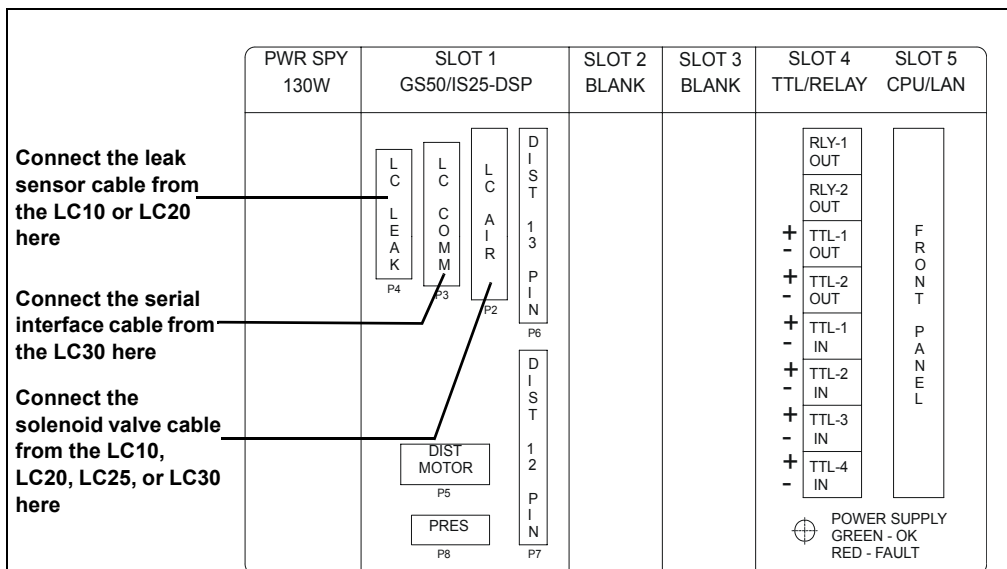 PWR SPY
130W
SLOT 1
GS50/IS25-DSP
SLOT 2
BLANK
SLOT 3
BLANK
SLOT 4
TTL/RELAY
SLOT 5
CPU/LAN
Connect the leak
sensor cable from
the LC10 or LC20
here
Connect the serial
interface cable from
the LC30 here
Connect the
solenoid valve cable
from the LC10,
LC20, LC25, or LC30
here
LC LEAK
P4
LC COMM
P3
LC AIR
P2
DIST 13 PIN
P6
DIST 12 PIN
P7
DIST
MOTOR
P5
PRES
P8
RLY-1
OUT
RLY-2
OUT
+ TTL-1
- OUT
+ TTL-2
- OUT
+ TTL-1
- IN
+ TTL-2
- IN
+ TTL-3
- IN
+ TTL-4
- IN
FRONT PANEL
POWER SUPPLY
GREEN - OK
RED - FAULT